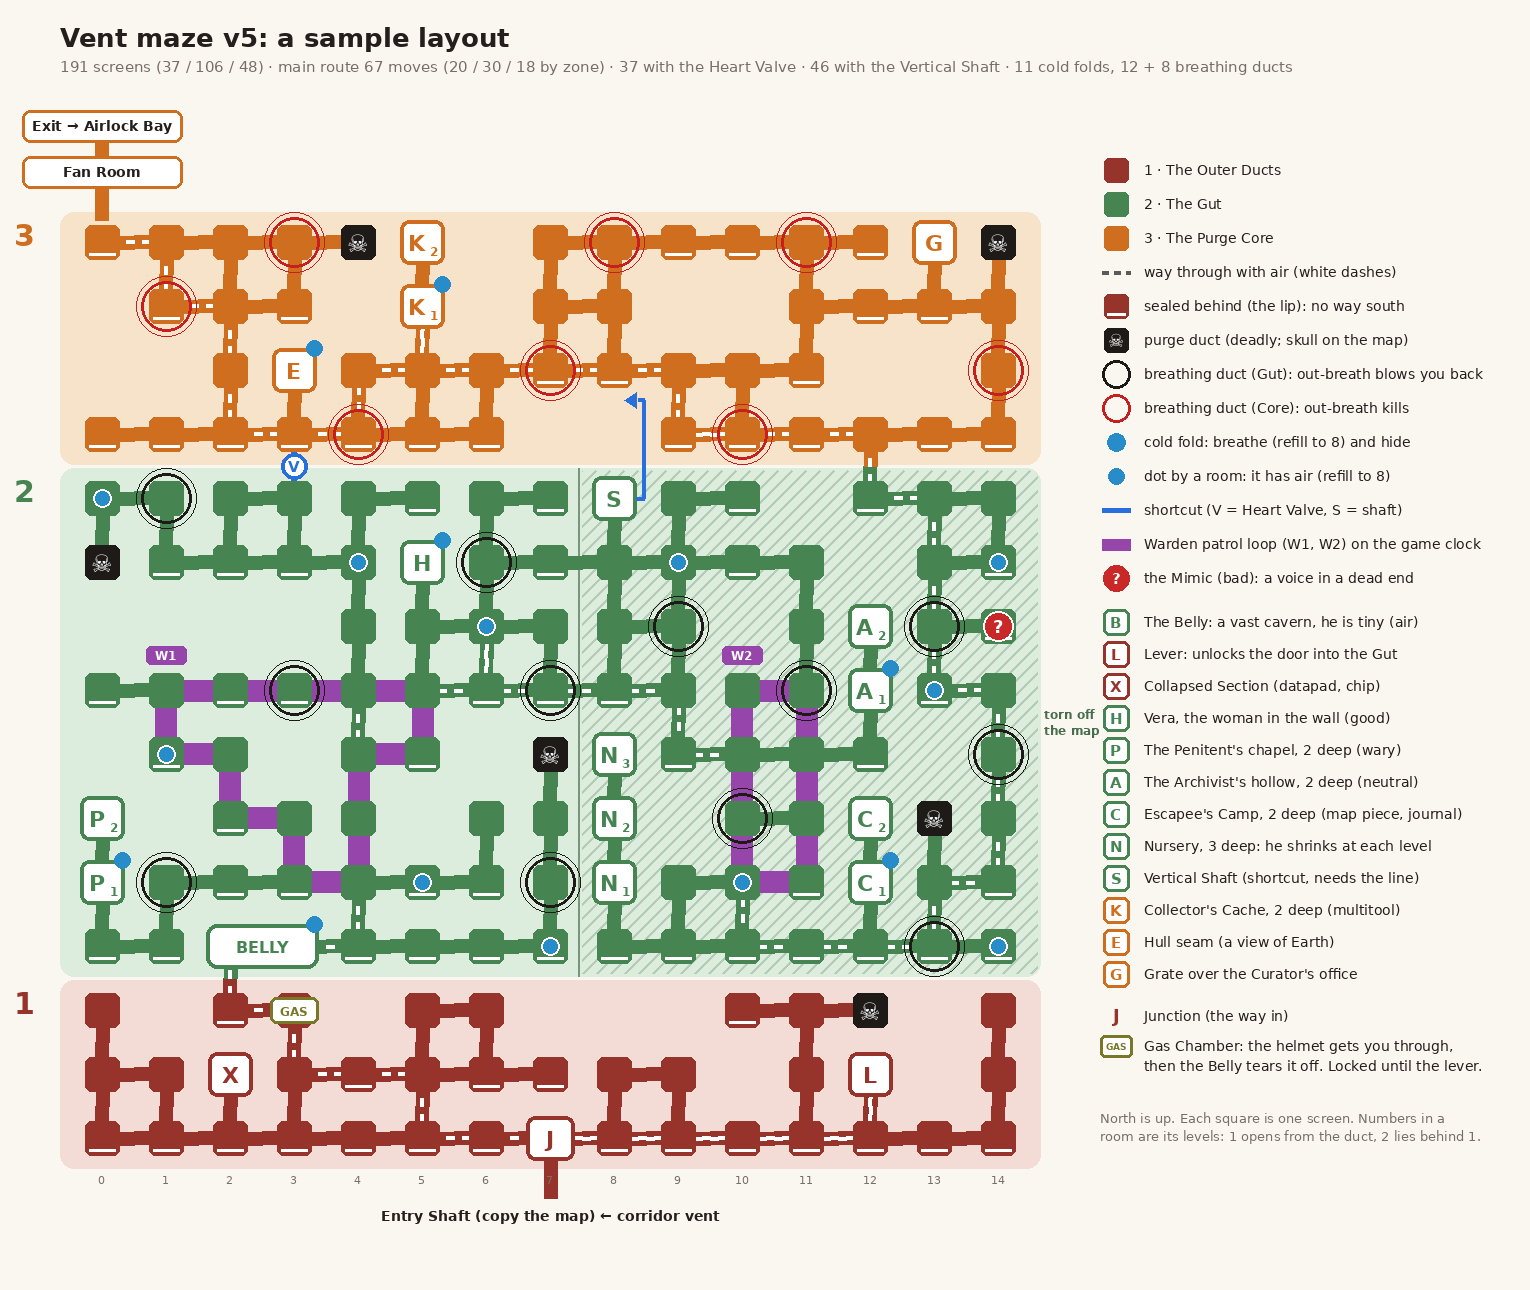 Vent maze v5: a sample layout
191 screens (37 / 106 / 48) · main route 67 moves (20 / 30 / 18 by zone) · 37 with the Heart Valve · 46 with the Vertical Shaft · 11 cold folds, 12 + 8 breathing ducts
Exit → Airlock Bay
Fan Room
3
K 2
G
K 1
E
V
2
S
H
A 2
?
W1
W2
A 1
torn off
the map
N 3
P 2
N 2
C 2
P 1
N 1
C 1
BELLY
1
GAS
X
L
J
0 1 2 3 4 5 6 7 8 9 10 11 12 13 14
Entry Shaft (copy the map) ← corridor vent
1 · The Outer Ducts
2 · The Gut
3 · The Purge Core
way through with air (white dashes)
sealed behind (the lip): no way south
purge duct (deadly; skull on the map)
breathing duct (Gut): out-breath blows you back
breathing duct (Core): out-breath kills
cold fold: breathe (refill to 8) and hide
dot by a room: it has air (refill to 8)
shortcut (V = Heart Valve, S = shaft)
Warden patrol loop (W1, W2) on the game clock
? the Mimic (bad): a voice in a dead end
B The Belly: a vast cavern, he is tiny (air)
L Lever: unlocks the door into the Gut
X Collapsed Section (datapad, chip)
H Vera, the woman in the wall (good)
P The Penitent's chapel, 2 deep (wary)
A The Archivist's hollow, 2 deep (neutral)
C Escapee's Camp, 2 deep (map piece, journal)
N Nursery, 3 deep: he shrinks at each level
S Vertical Shaft (shortcut, needs the line)
K Collector's Cache, 2 deep (multitool)
E Hull seam (a view of Earth)
G Grate over the Curator's office
J Junction (the way in)
GAS Gas Chamber: the helmet gets you through,
then the Belly tears it off. Locked until the lever.
North is up. Each square is one screen. Numbers in a
room are its levels: 1 opens from the duct, 2 lies behind 1.